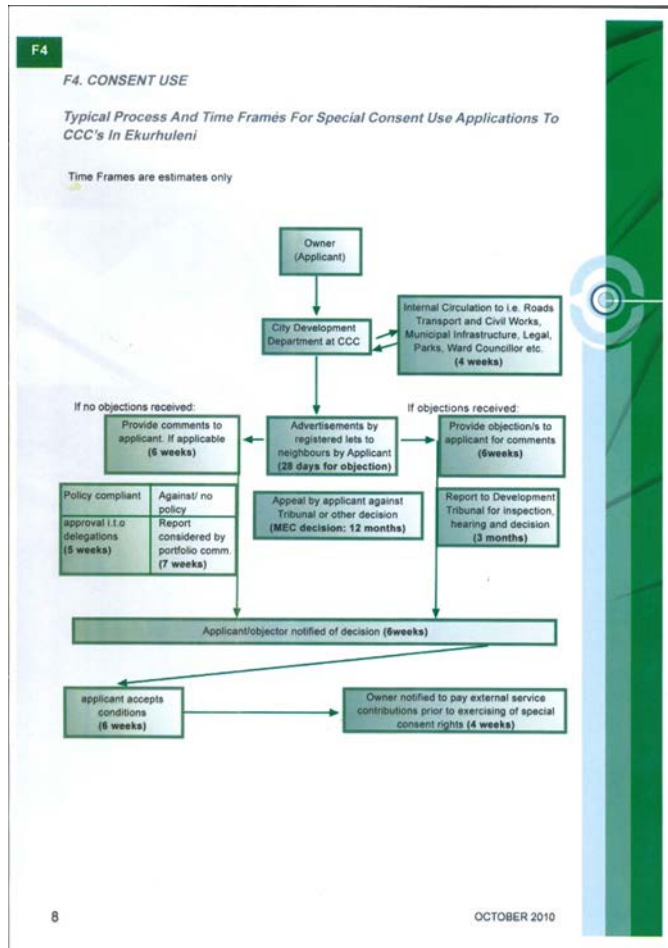 F4
F4. CONSENT USE
Typical Process And Time Frames For Special Consent Use Applications To
CCC's In Ekurhuleni
Time Frames are estimates only
Owner
(Applicant)
City Development
Department at CCC
Internal Circulation to i.e. Roads
Transport and Civil Works,
Municipal Infrastructure, Legal,
Parks, Ward Councillor etc.
(4 weeks)
If no objections received:
If objections received:
Provide comments to
applicant. If applicable
(6 weeks)
Advertisements by
registered lets to
neighbours by Applicant
(28 days for objection)
Provide objection/s to
applicant for comments
(6weeks)
Policy compliant
approval i.t.o
delegations
(5 weeks)
Against/ no
policy
Report
considered by
portfolio comm.
(7 weeks)
Appeal by applicant against
Tribunal or other decision
(MEC decision: 12 months)
Report to Development
Tribunal for inspection,
hearing and decision
(3 months)
Applicant/objector notified of decision (6weeks)
applicant accepts
conditions
(6 weeks)
Owner notified to pay external service
contributions prior to exercising of special
consent rights (4 weeks)
8
OCTOBER 2010